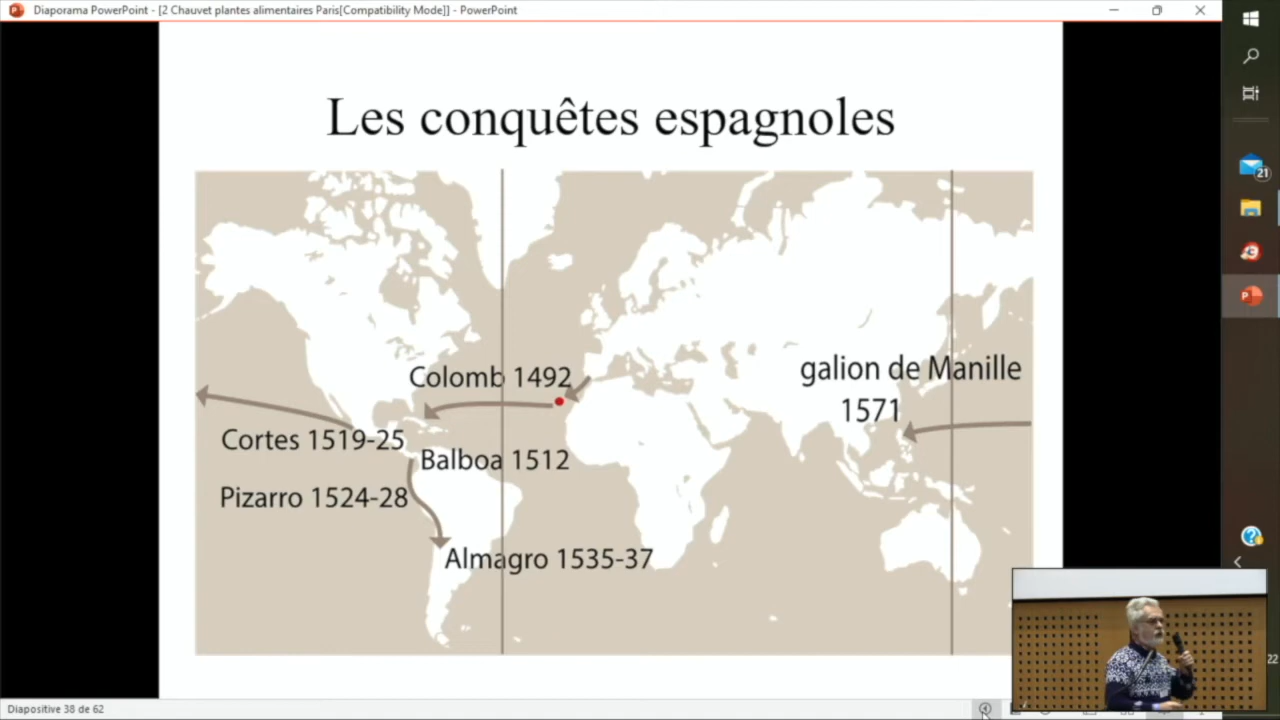 Diaporama PowerPoint - [2 Chauvet plantes alimentaires Paris[Compatibility Mode]] - PowerPoint
Les conquêtes espagnoles
Colomb 1492
galion de Manille
1571
Cortes 1519-25
Balboa 1512
Pizarro 1524-28
Almagro 1535-37
21
22
Diapositive 38 de 62